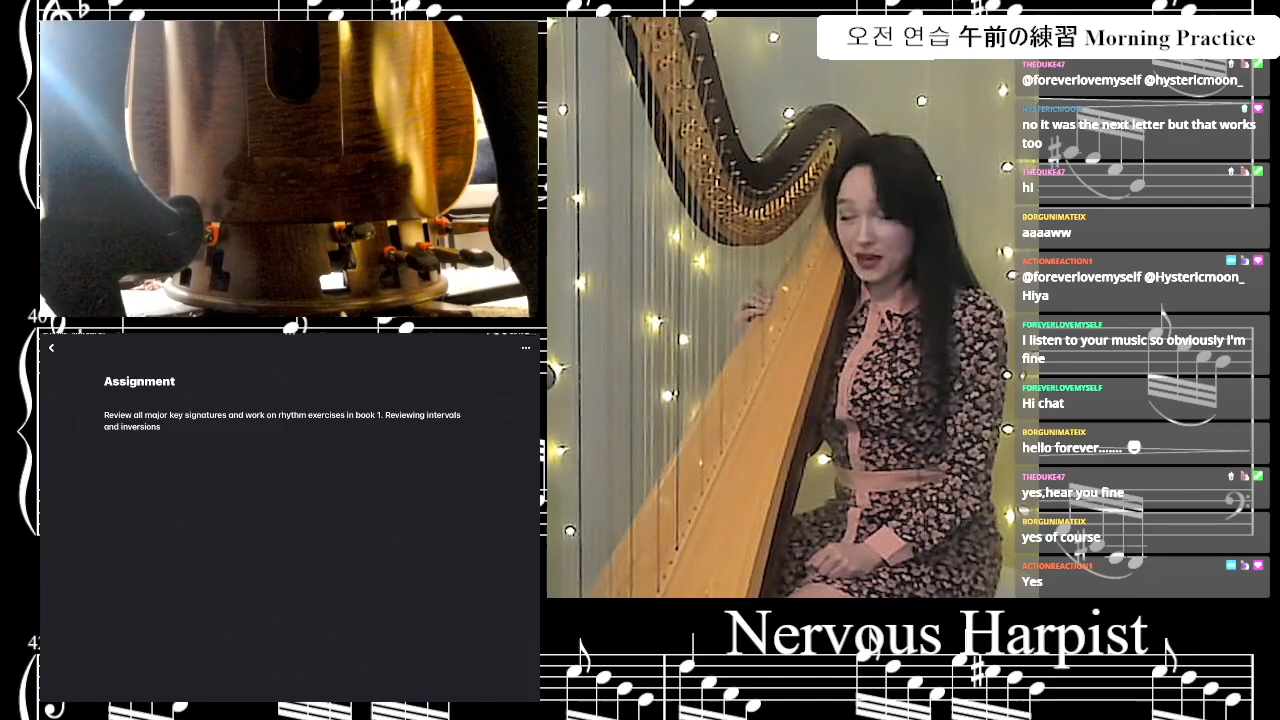 오전 연습 午前の練習 Morning Practice
THEDUKE47
@foreverlovemyself @hystericmoon_
HYSTERICMOON_
no it was the next letter but that works
too
THEDUKE47
hi
BORGUNIMATEIX
aaaaww
ACTIONREACTION1
@foreverlovemyself @Hystericmoon_
Hiya
FOREVERLOVEMYSELF
I listen to your music so obviously I'm
fine
FOREVERLOVEMYSELF
Hi chat
BORGUNIMATEIX
hello forever.......
THEDUKE47
yes,hear you fine
BORGUNIMATEIX
yes of course
ACTIONREACTION1
Yes
Assignment
Review all major key signatures and work on rhythm exercises in book 1. Reviewing intervals
and inversions
Nervous Harpist